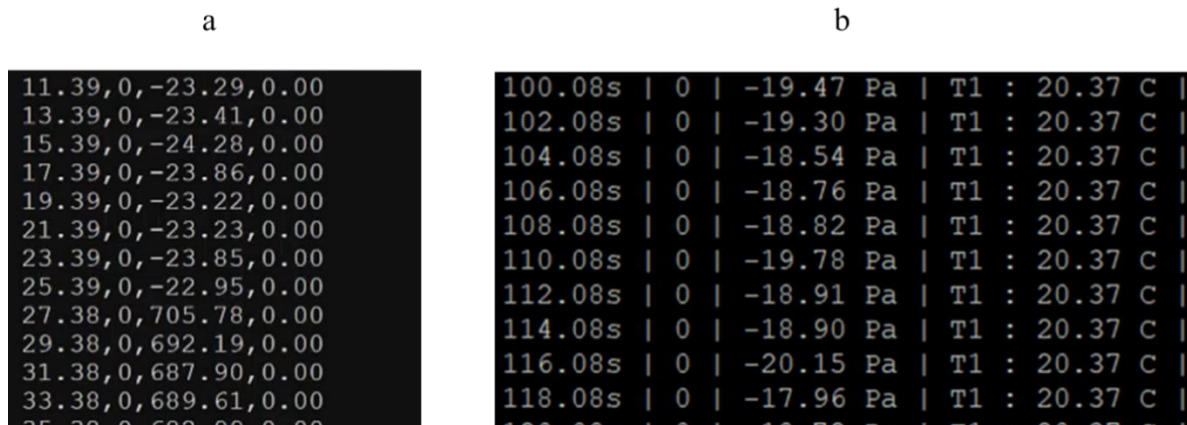 a
b
11.39,0,-23.29,0.00
13.39,0,-23.41,0.00
15.39,0,-24.28,0.00
17.39,0,-23.86,0.00
19.39,0,-23.22,0.00
21.39,0,-23.23,0.00
23.39,0,-23.85,0.00
25.39,0,-22.95,0.00
27.38,0,705.78,0.00
29.38,0,692.19,0.00
31.38,0,687.90,0.00
33.38,0,689.61,0.00
100.08s | 0 | -19.47 Pa | T1 : 20.37 C |
102.08s | 0 | -19.30 Pa | T1 : 20.37 C |
104.08s | 0 | -18.54 Pa | T1 : 20.37 C |
106.08s | 0 | -18.76 Pa | T1 : 20.37 C |
108.08s | 0 | -18.82 Pa | T1 : 20.37 C |
110.08s | 0 | -19.78 Pa | T1 : 20.37 C |
112.08s | 0 | -18.91 Pa | T1 : 20.37 C |
114.08s | 0 | -18.90 Pa | T1 : 20.37 C |
116.08s | 0 | -20.15 Pa | T1 : 20.37 C |
118.08s | 0 | -17.96 Pa | T1 : 20.37 C |